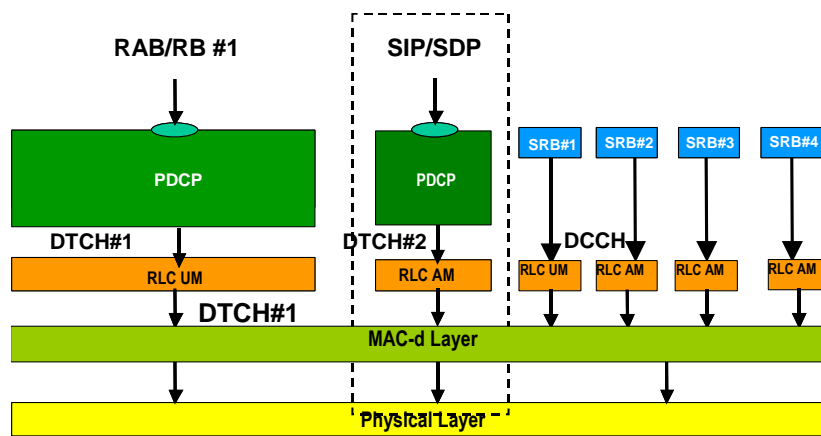 RAB/RB #1
SIP/SDP
SRB#1
SRB#2
SRB#3
SRB#4
PDCP
PDCP
DTCH#1
DTCH#2
DCCH
RLC UM
RLC AM
RLC UM
RLC AM
RLC AM
RLC AM
DTCH#1
MAC-d Layer
Physical Layer